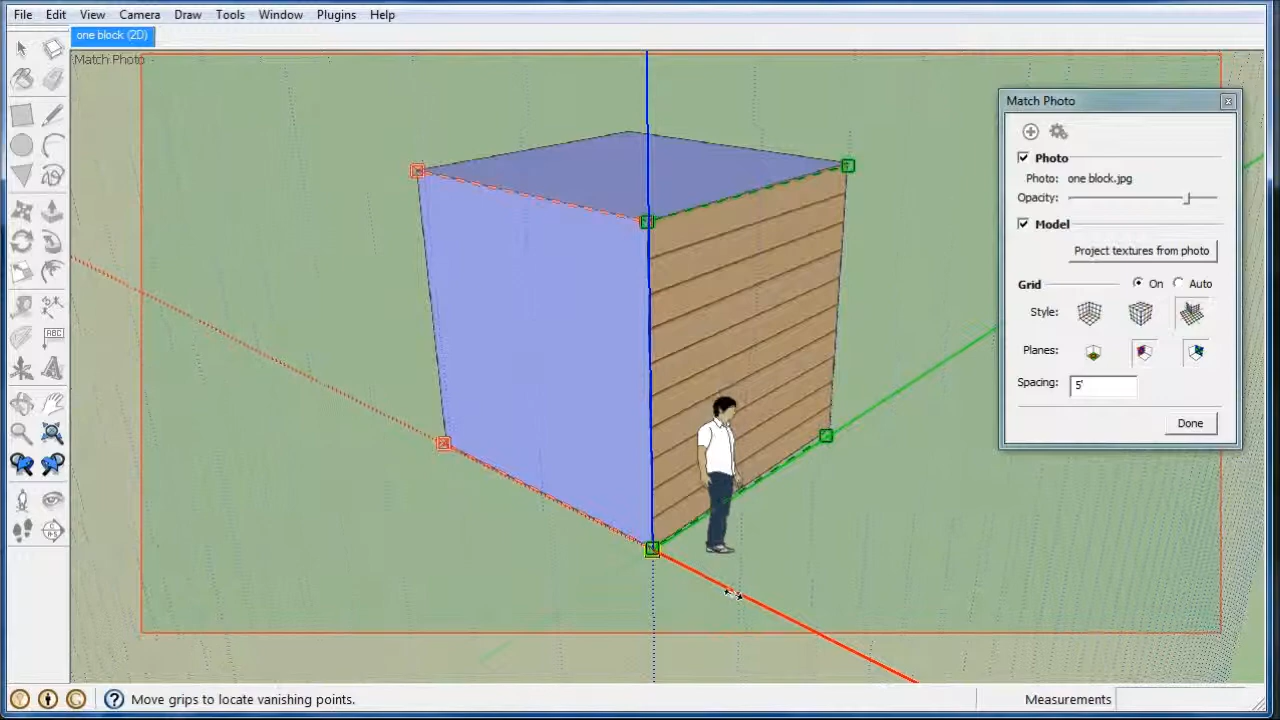 File Edit View Camera Draw Tools Window Plugins Help
one block (2D)
Match Photo
Match Photo
Photo
Photo: one block.jpg
Opacity:
Model
Project textures from photo
Grid On Auto
Style:
Planes:
Spacing: 5'
Done
ABC
Move grips to locate vanishing points.
Measurements